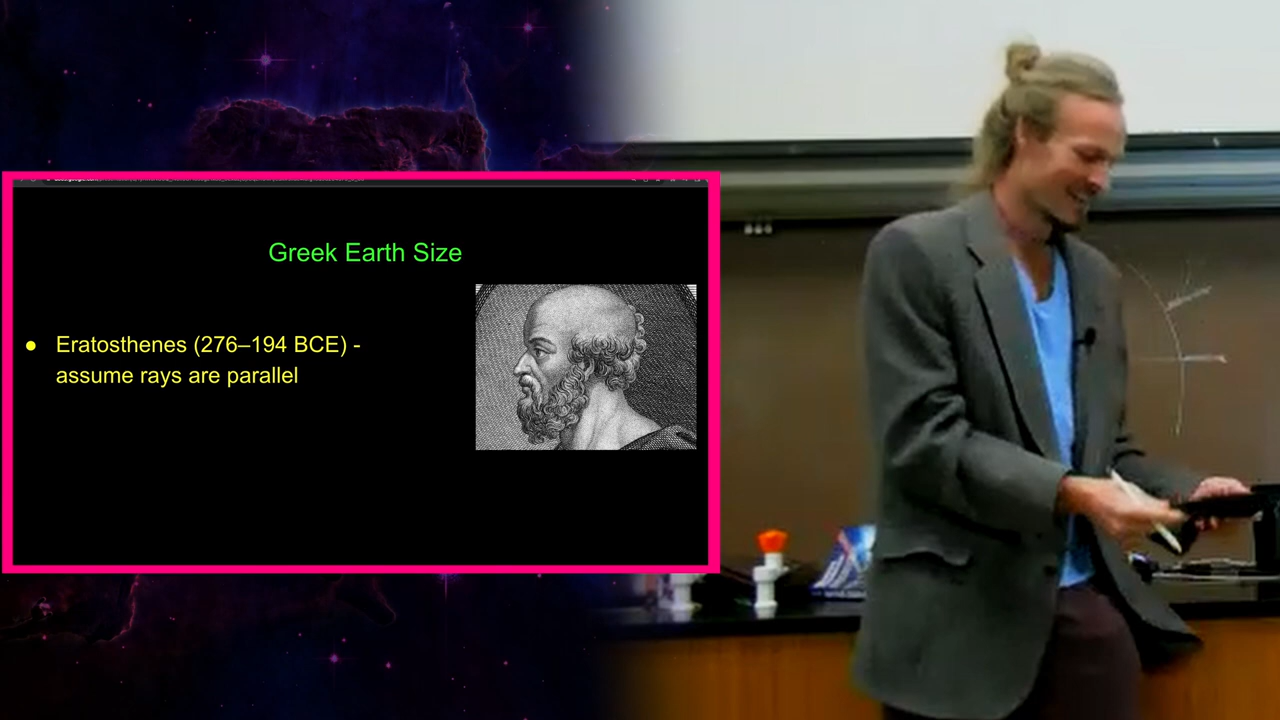 Greek Earth Size
● Eratosthenes (276–194 BCE) -
assume rays are parallel